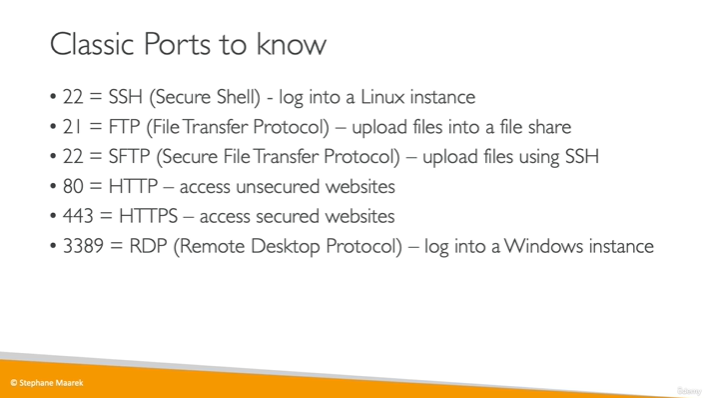 Classic Ports to know
• 22 = SSH (Secure Shell) - log into a Linux instance
• 21 = FTP (File Transfer Protocol) – upload files into a file share
• 22 = SFTP (Secure File Transfer Protocol) – upload files using SSH
• 80 = HTTP – access unsecured websites
• 443 = HTTPS – access secured websites
• 3389 = RDP (Remote Desktop Protocol) – log into a Windows instance
© Stephane Maarek
Udemy